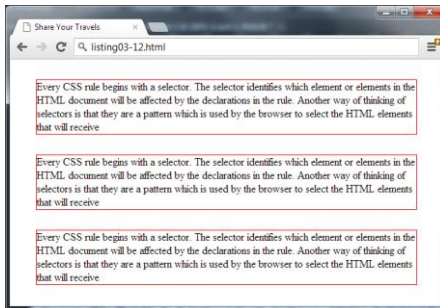 Share Your Travels
listing03-12.html
Every CSS rule begins with a selector. The selector identifies which element or elements in the
HTML document will be affected by the declarations in the rule. Another way of thinking of
selectors is that they are a pattern which is used by the browser to select the HTML elements
that will receive
Every CSS rule begins with a selector. The selector identifies which element or elements in the
HTML document will be affected by the declarations in the rule. Another way of thinking of
selectors is that they are a pattern which is used by the browser to select the HTML elements
that will receive
Every CSS rule begins with a selector. The selector identifies which element or elements in the
HTML document will be affected by the declarations in the rule. Another way of thinking of
selectors is that they are a pattern which is used by the browser to select the HTML elements
that will receive